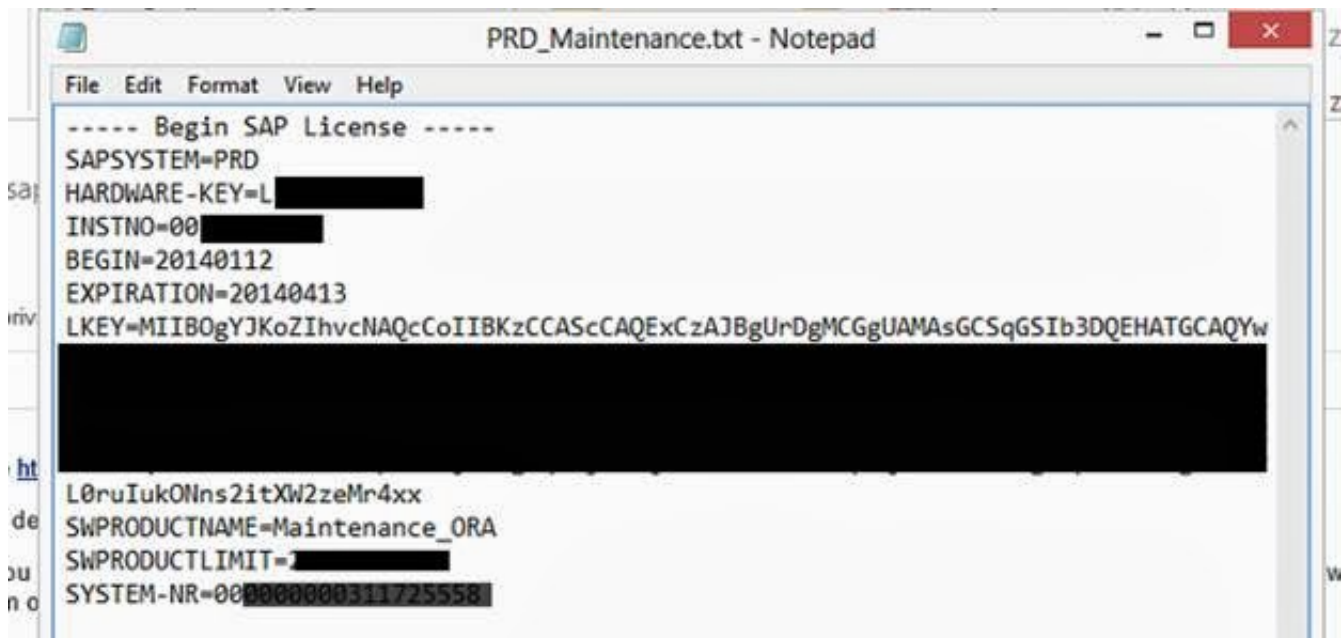 PRD_Maintenance.txt - Notepad
File Edit Format View Help
----- Begin SAP License -----
SAPSYSTEM=PRD
HARDWARE-KEY=L
INSTNO=00
BEGIN=20140112
EXPIRATION=20140413
LKEY=MIIBOgYJKoZIhvcNAQcCoIIBKzCCAScCAQExCzAJBgUrDgMCGgUAMAsGCSqGSIb3DQEHATGCAQYw
L0ruIukONns2itXW2zeMr4xx
SWPRODUCTNAME=Maintenance_ORA
SWPRODUCTLIMIT=2
SYSTEM-NR=000000000311725558